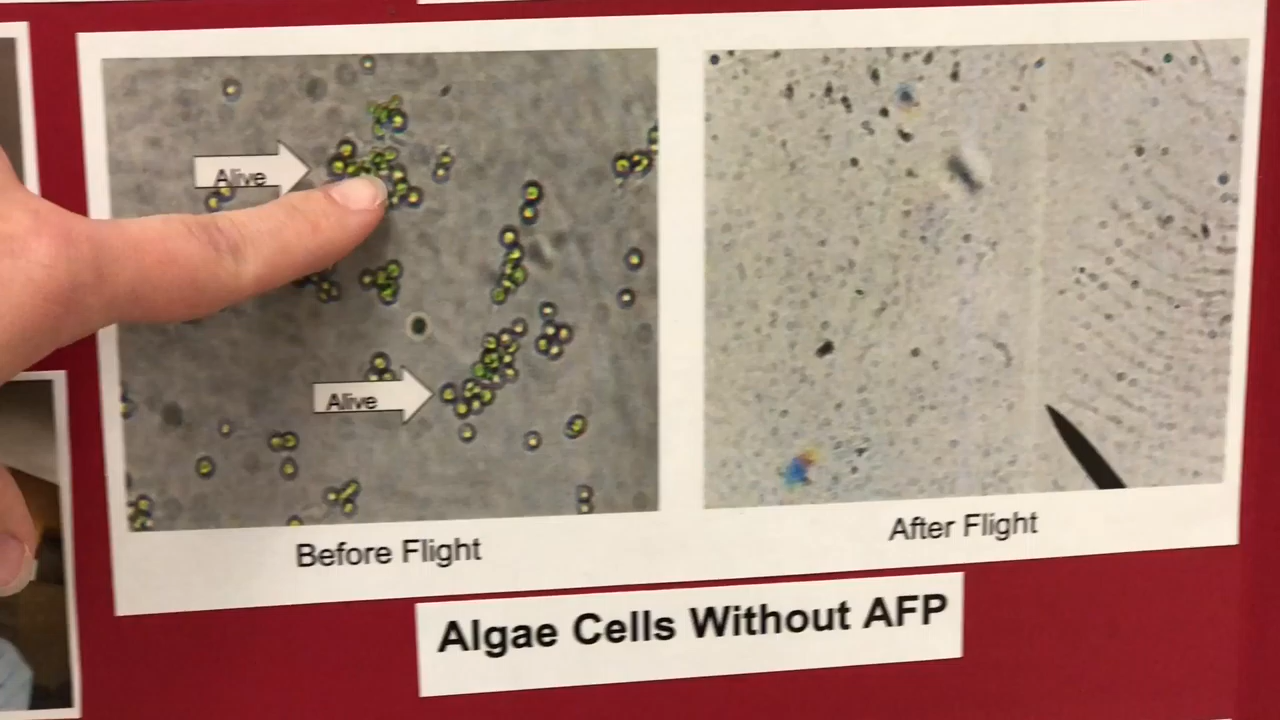 Alive
Alive
Before Flight
After Flight
Algae Cells Without AFP